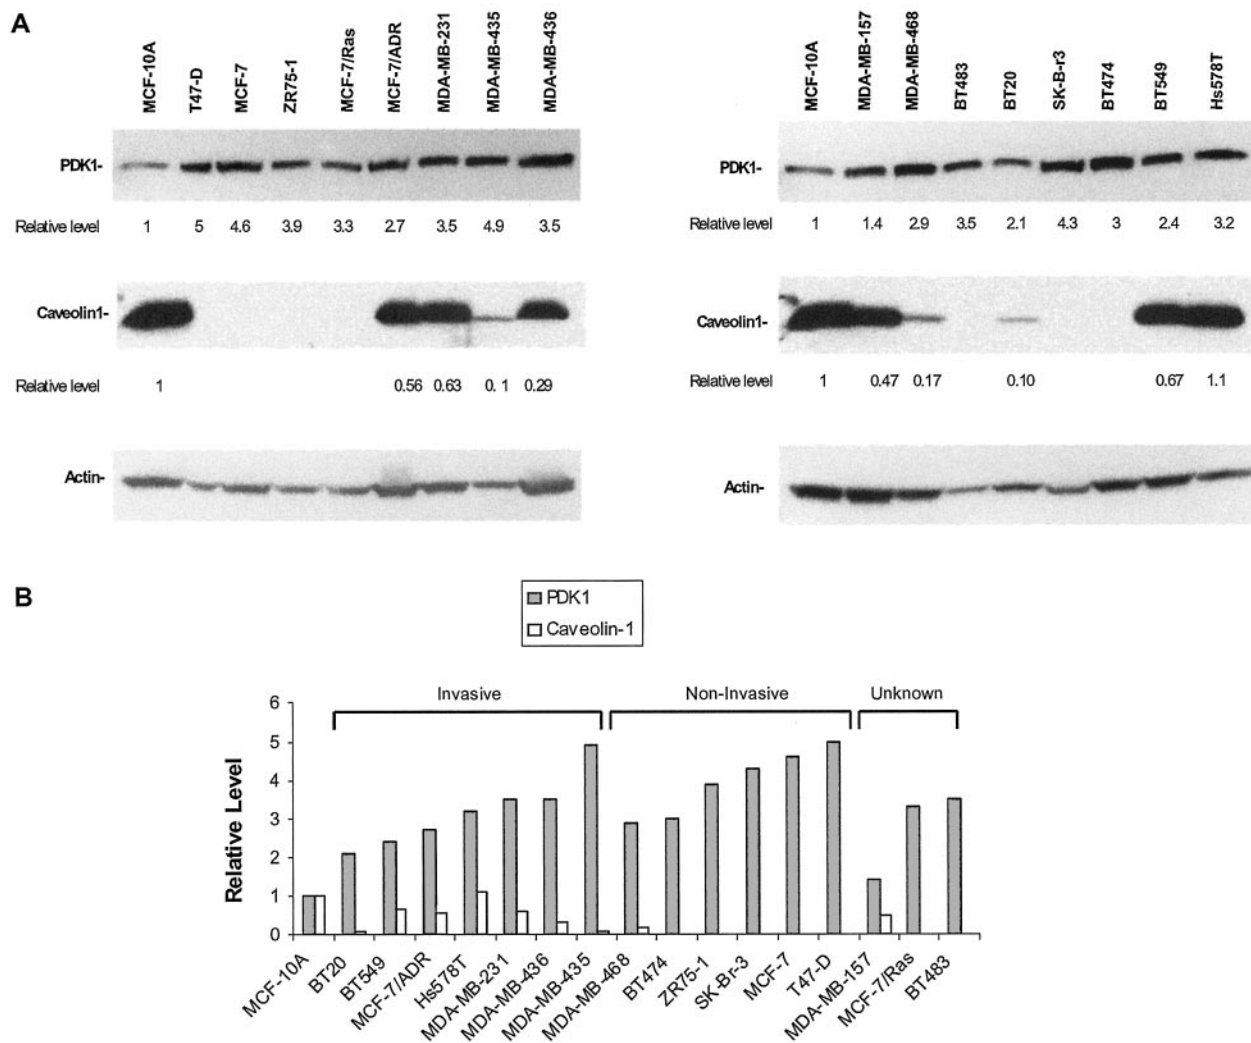 A
MCF-10A
T47-D
MCF-7
ZR75-1
MCF-7/Ras
MCF-7/ADR
MDA-MB-231
MDA-MB-435
MDA-MB-436
PDK1-
Relative level 1 5 4.6 3.9 3.3 2.7 3.5 4.9 3.5
Caveolin1-
Relative level 1 0.56 0.63 0. 1 0.29
Actin-
MCF-10A
MDA-MB-157
MDA-MB-468
BT483
BT20
SK-B-r3
BT474
BT549
Hs578T
PDK1-
Relative level 1 1.4 2.9 3.5 2.1 4.3 3 2.4 3.2
Caveolin1-
Relative level 1 0.47 0.17 0.10 0.67 1.1
Actin-
B
PDK1
Caveolin-1
Invasive Non-Invasive Unknown
Relative Level
6
5
4
3
2
1
0
MCF-10A
BT20
BT549
MCF-7/ADR
Hs578T
MDA-MB-231
MDA-MB-436
MDA-MB-435
MDA-MB-468
BT474
ZR75-1
SK-Br-3
MCF-7
T47-D
MDA-MB-157
MCF-7/Ras
BT483